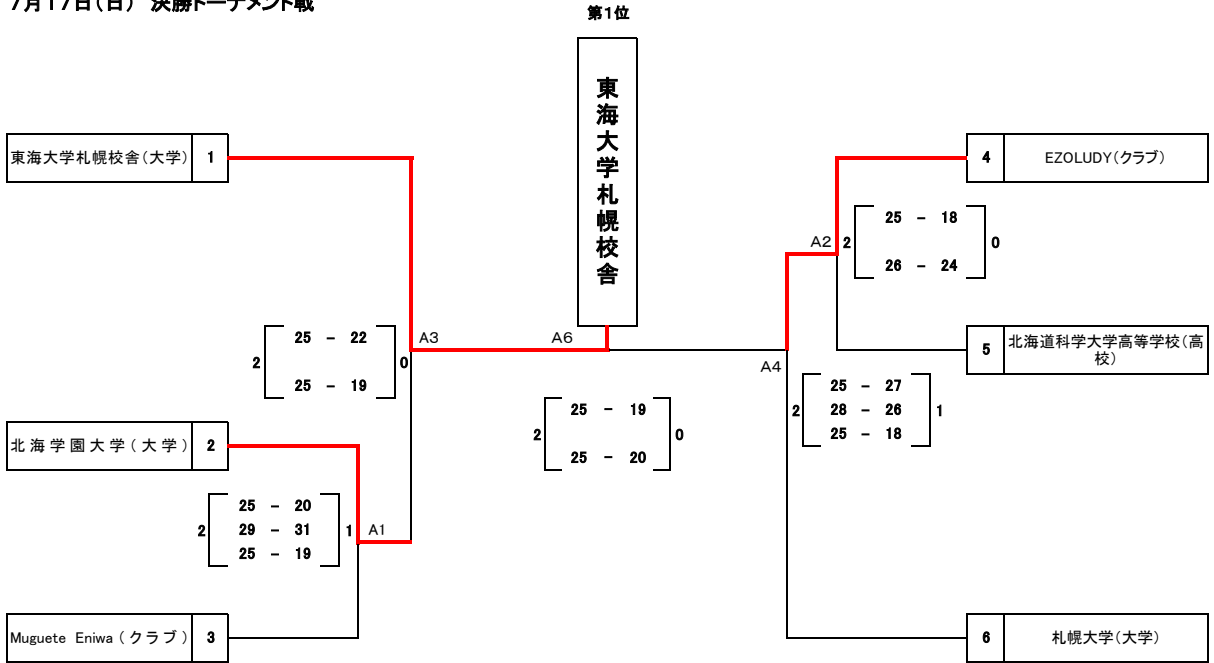 7月17日(日) 決勝トーナメント戦
第1位
東海大学札幌校舎
東海大学札幌校舎(大学) 1
4 EZOLUDY(クラブ)
A2 2 25 - 18 0
26 - 24
A3 A6
2 25 - 22 0
25 - 19
5 北海道科学大学高等学校(高
校)
A4
2 25 - 27 1
28 - 26
25 - 18
2 25 - 19 0
25 - 20
北海学園大学(大学) 2
2 25 - 20 1 A1
29 - 31
25 - 19
Muguete Eniwa(クラブ) 3
6 札幌大学(大学)